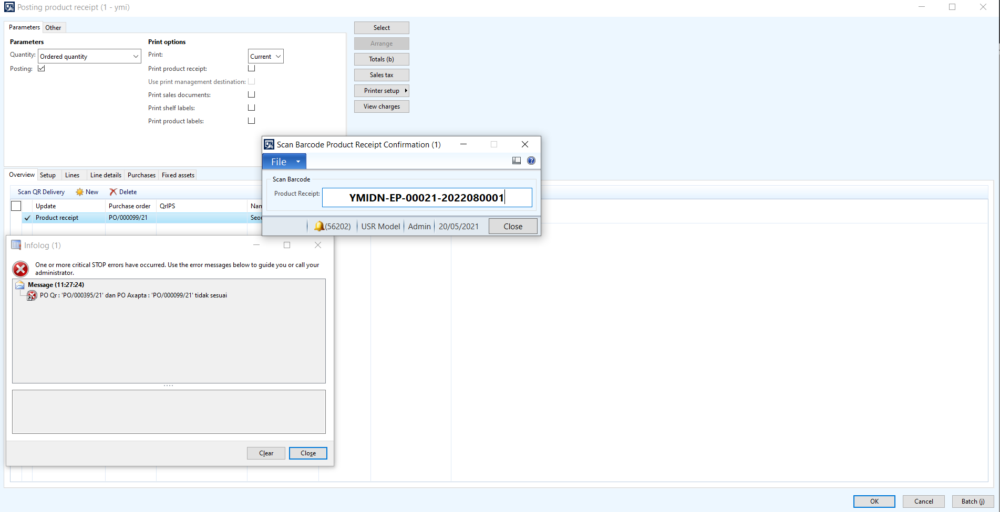 Posting product receipt (1 - ymi)
Parameters Other
Parameters
Print options
Quantity: Ordered quantity
Posting:
Print: Current
Print product receipt:
Use print management destination:
Print sales documents:
Print shelf labels:
Print product labels:
Select
Arrange
Totals (b)
Sales tax
Printer setup
View charges
Scan Barcode Product Receipt Confirmation (1)
File
Scan Barcode
Product Receipt: YMIDN-EP-00021-2022080001
(56202) USR Model Admin 20/05/2021 Close
Overview Setup Lines Line details Purchases Fixed assets
Scan QR Delivery New Delete
Update Purchase order QrIPS
Product receipt PO/000099/21
Infolog (1)
One or more critical STOP errors have occurred. Use the error messages below to guide you or call your
administrator.
Message (11:27:24)
PO Qr : 'PO/000395/21' dan PO Axapta : 'PO/000099/21' tidak sesuai
Clear Close
OK Cancel Batch (j)